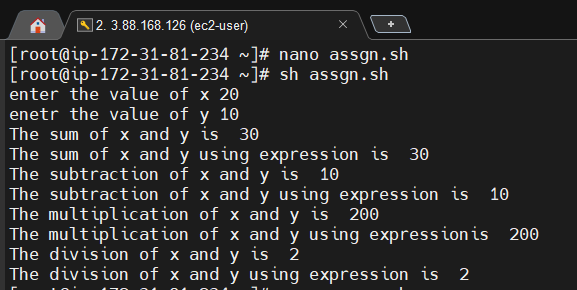 2. 3.88.168.126 (ec2-user)
[root@ip-172-31-81-234 ~]# nano assgn.sh
[root@ip-172-31-81-234 ~]# sh assgn.sh
enter the value of x 20
enetr the value of y 10
The sum of x and y is  30
The sum of x and y using expression is  30
The subtraction of x and y is  10
The subtraction of x and y using expression is  10
The multiplication of x and y is  200
The multiplication of x and y using expressionis  200
The division of x and y is  2
The division of x and y using expression is  2